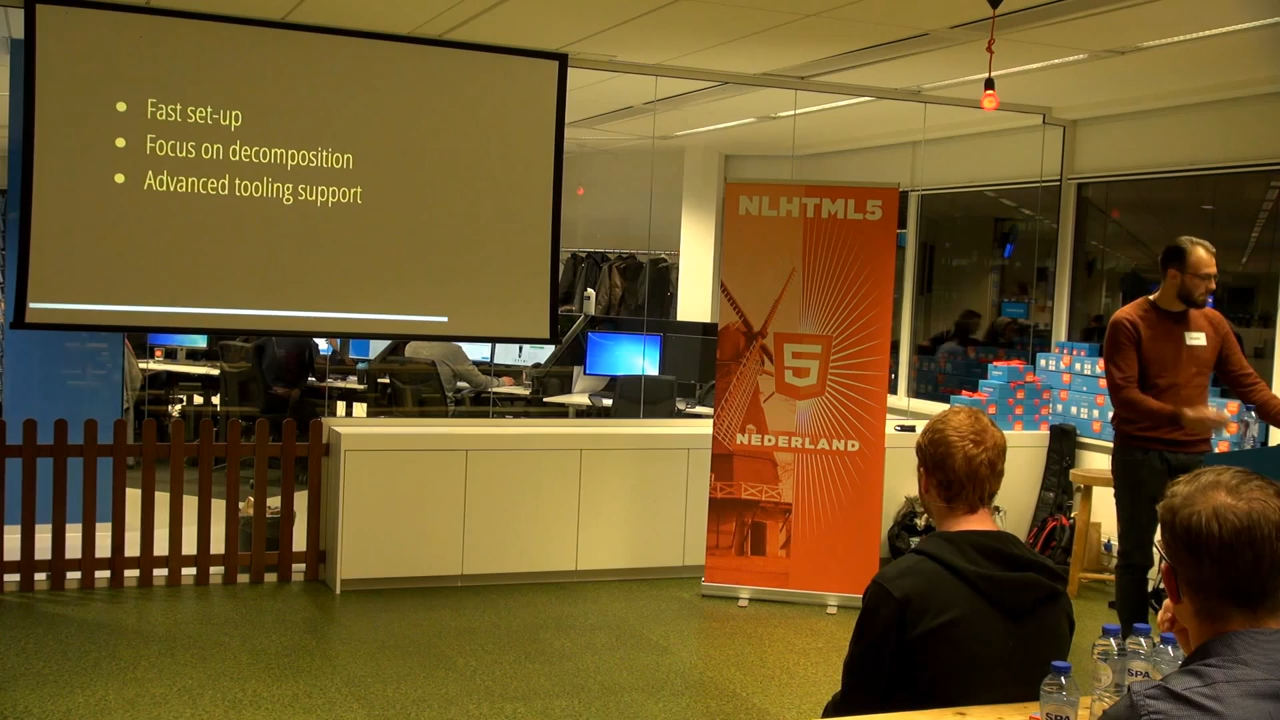 Fast set-up
Focus on decomposition
Advanced tooling support
NLHTML5
5
NEDERLAND
SPA
SPA